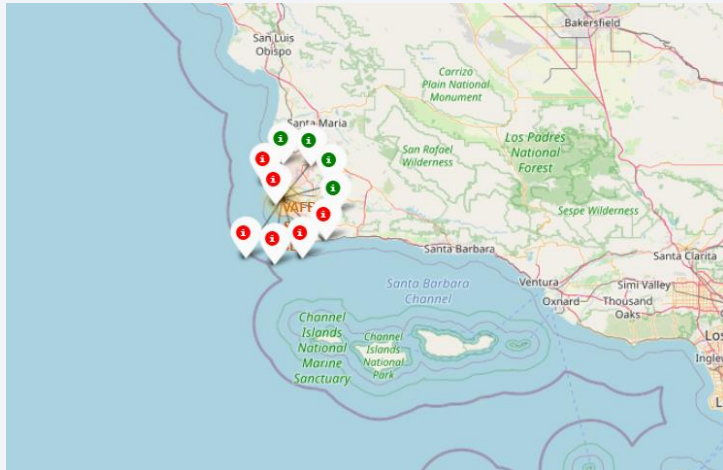 Bakersfield
San Luis
Obispo
Carrizo
Plain National
Monument
Santa Maria
Los Padres
National
Forest
San Rafael
Wilderness
Sespe Wilderness
Santa Barbara
Santa Clarita
Santa Barbara
Channel
Ventura
Simi Valley
Oxnard
Thousand
Oaks
Channel
Islands
National
Marine
Sanctuary
Channel
Islands
National
Park